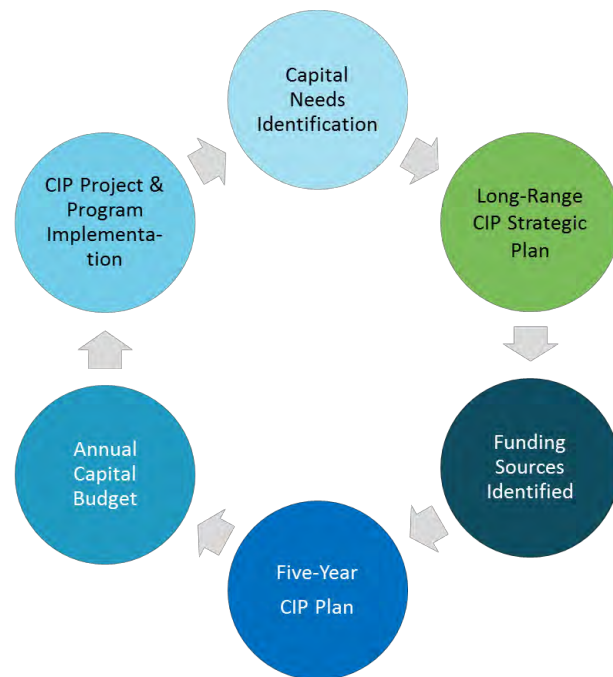 Capital
Needs
Identification
Long-Range
CIP Strategic
Plan
Funding
Sources
Identified
Five-Year
CIP Plan
Annual
Capital
Budget
CIP Project &
Program
Implementa-
tion